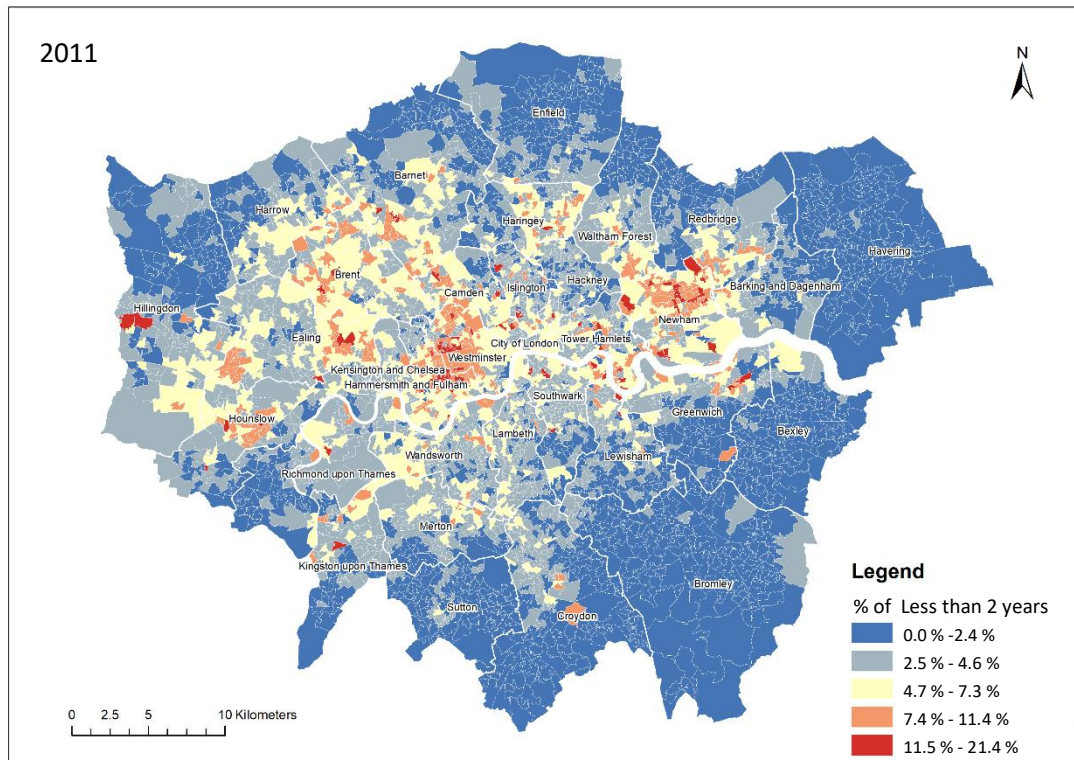 2011
N
Enfield
Barnet
Harrow
Haringey
Redbridge
Waltham Forest
Havering
Brent
Camden
Islington
Hackney
Barking and Dagenham
Hillingdon
Newham
Ealing
City of London
Tower Hamlets
Westminster
Kensington and Chelsea
Hammersmith and Fulham
Southwark
Greenwich
Hounslow
Bexley
Lambeth
Wandsworth
Lewisham
Richmond upon Thames
Merton
Kingston upon Thames
Bromley
Sutton
Croydon
Legend
% of Less than 2 years
0.0 % -2.4 %
2.5 % - 4.6 %
4.7 % - 7.3 %
7.4 % - 11.4 %
11.5 % - 21.4 %
0 2.5 5 10 Kilometers